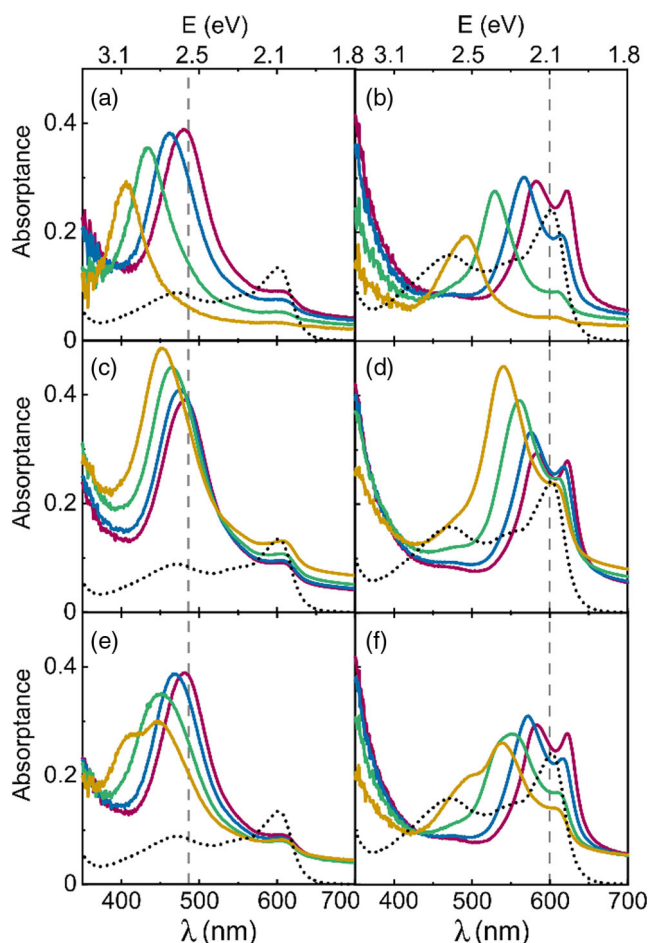 E (eV) E (eV)
3.1 2.5 2.1 1.8 3.1 2.5 2.1 1.8
(a) (b)
Absorptance 0.4 0.2 0
(c) (d)
Absorptance 0.4 0.2 0
(e) (f)
Absorptance 0.4 0.2 0
400 500 600 700 400 500 600 700
λ (nm) λ (nm)